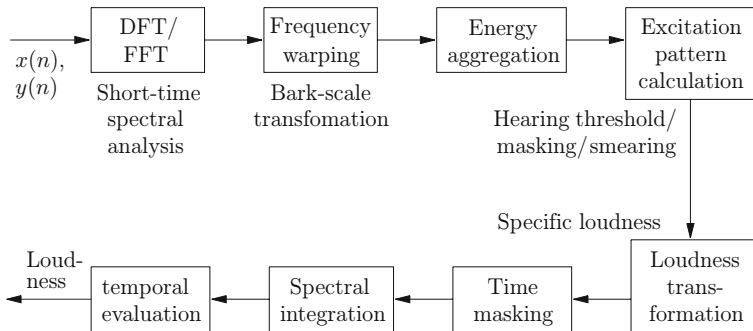 x(n),
y(n)
DFT/
FFT
Short-time
spectral
analysis
Frequency
warping
Bark-scale
transfomation
Energy
aggregation
Excitation
pattern
calculation
Hearing threshold/
masking/smearing
Specific loudness
Loudness
trans-
formation
Time
masking
Spectral
integration
temporal
evaluation
Loud-
ness